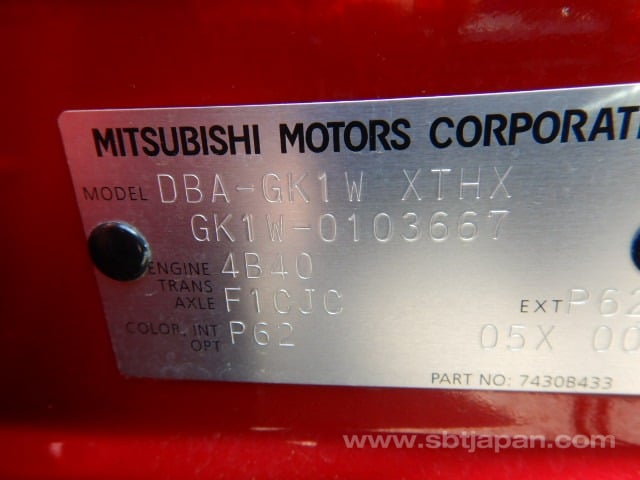 MITSUBISHI MOTORS CORPORAT
MODEL DBA-GK1W XTHX
GK1W-0103667
ENGINE 4B40
TRANS AXLE F1CJC
EXT P62
COLOR, INT OPT P62
05X 00
PART NO: 7430B433
www.sbtjapan.com